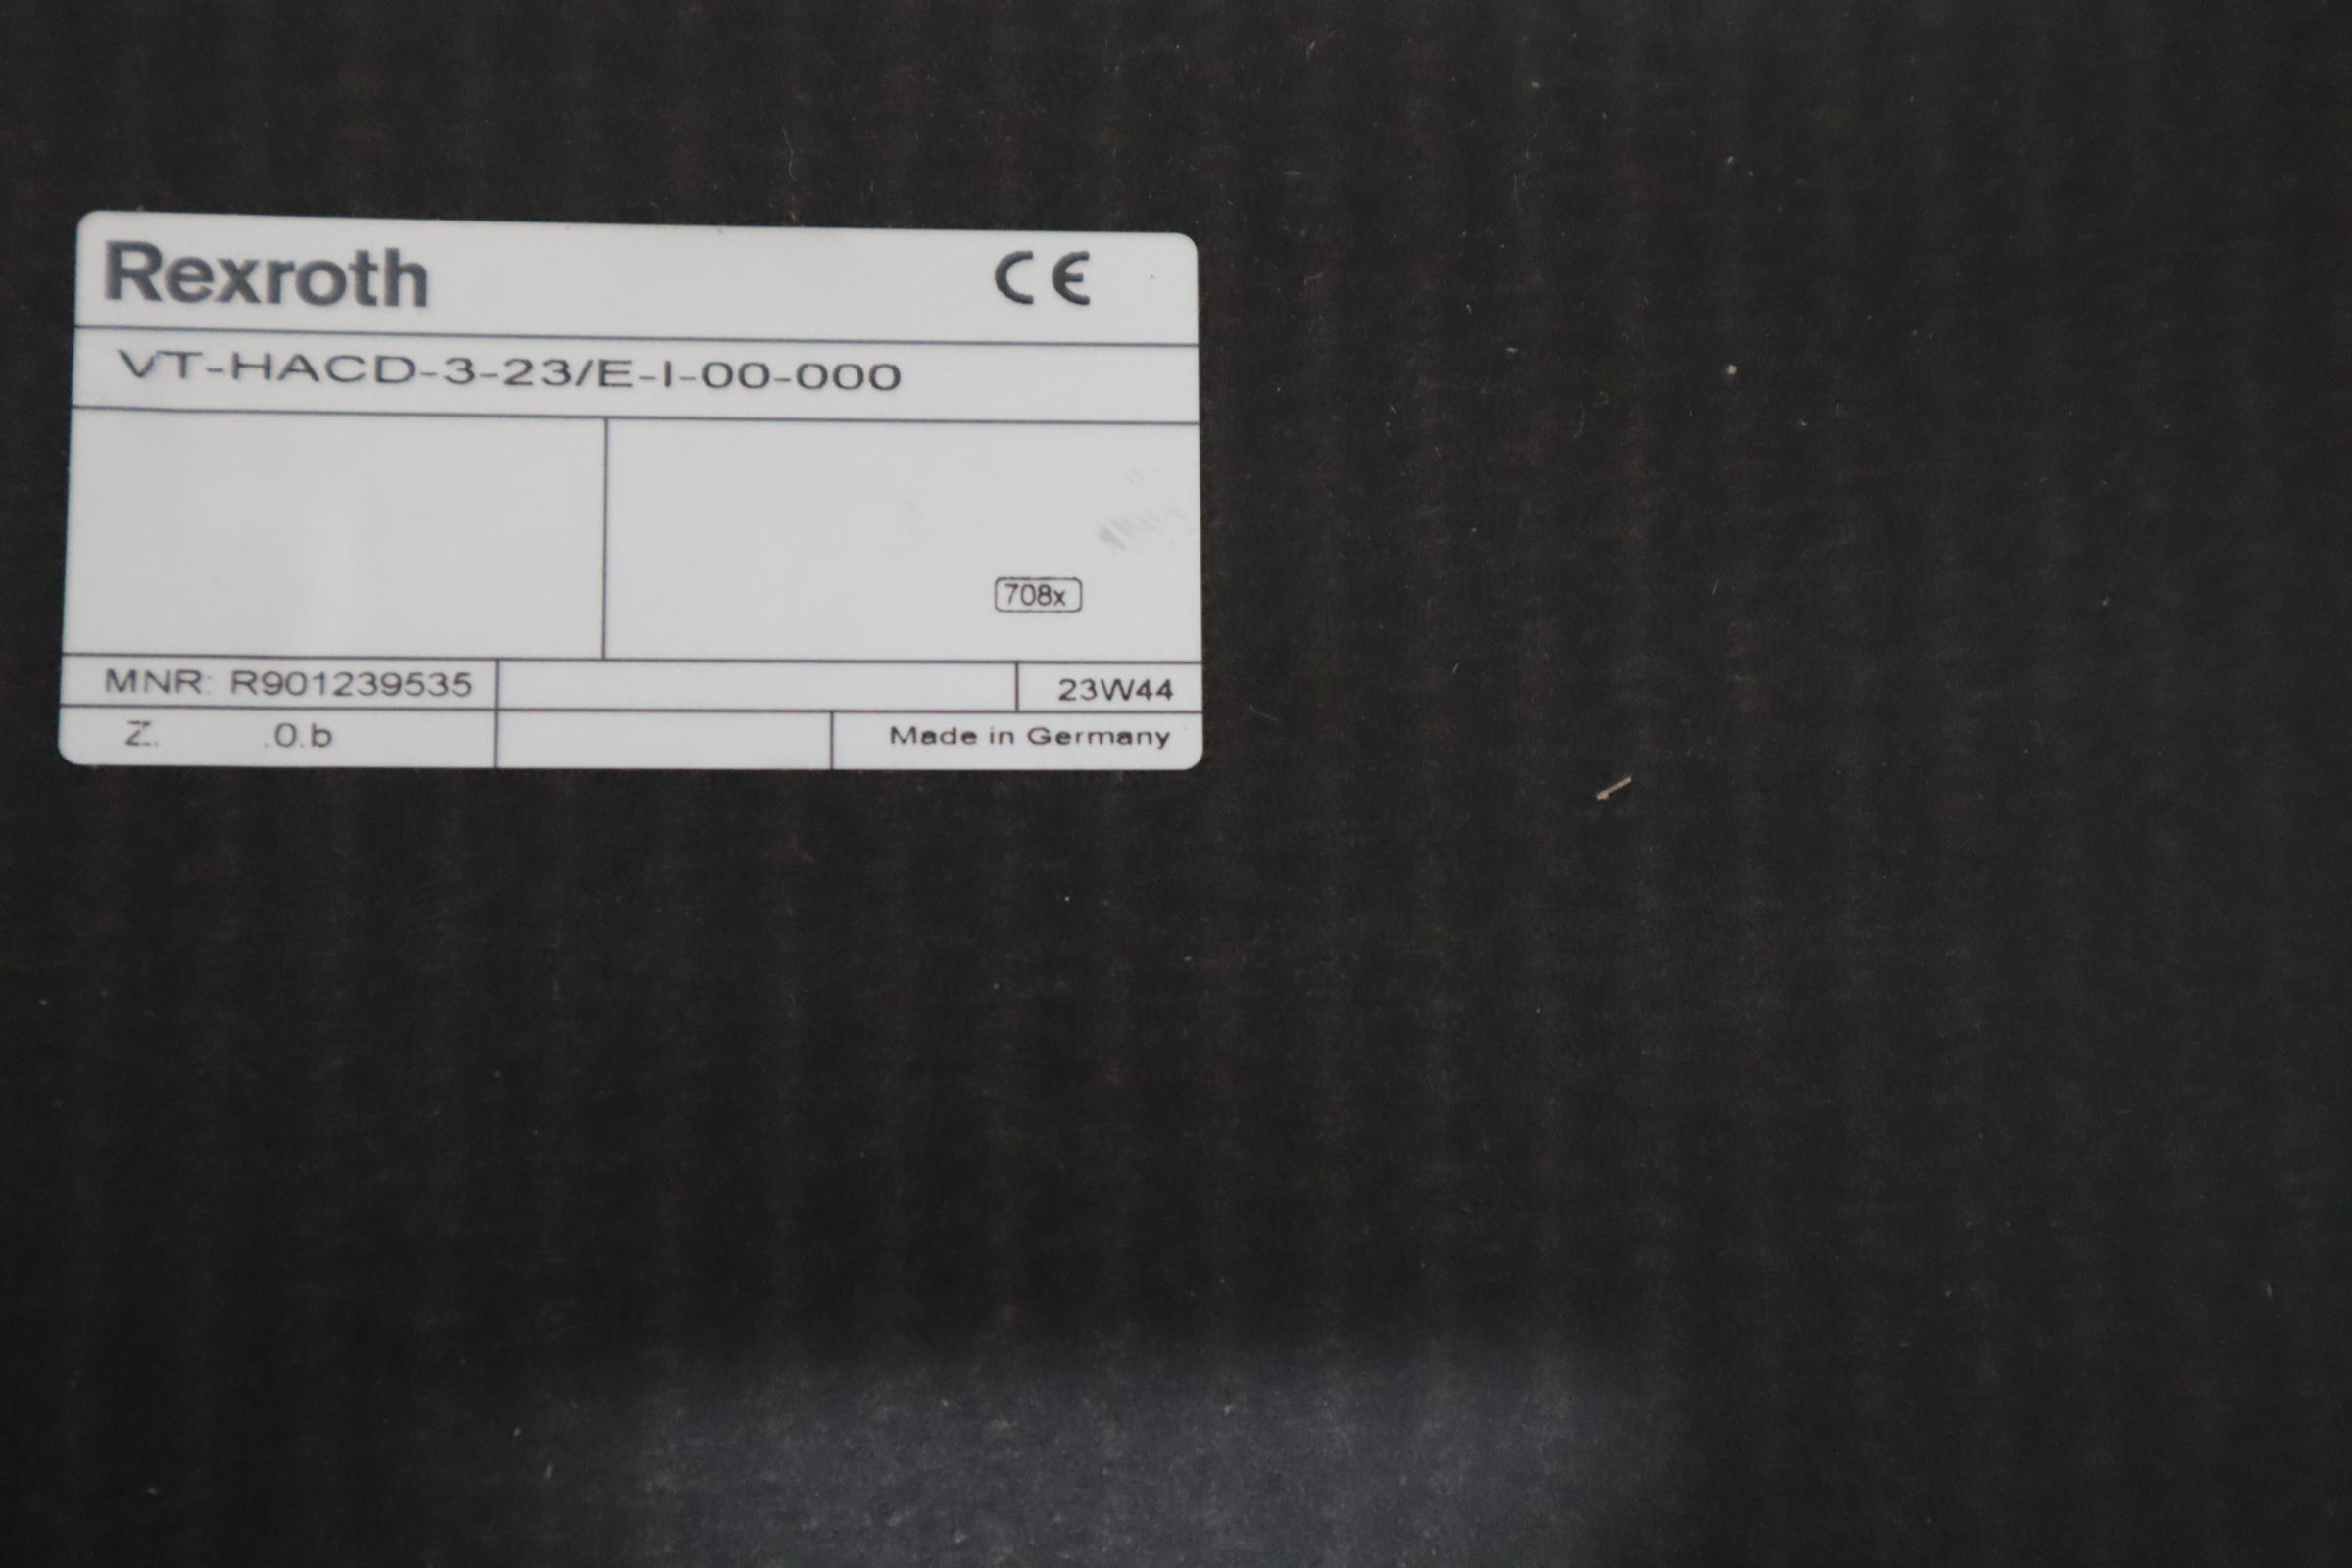 Rexroth CE
VT-HACD-3-23/E-I-00-000
708x
MNR: R901239535 23W44
Z. .0.b Made in Germany